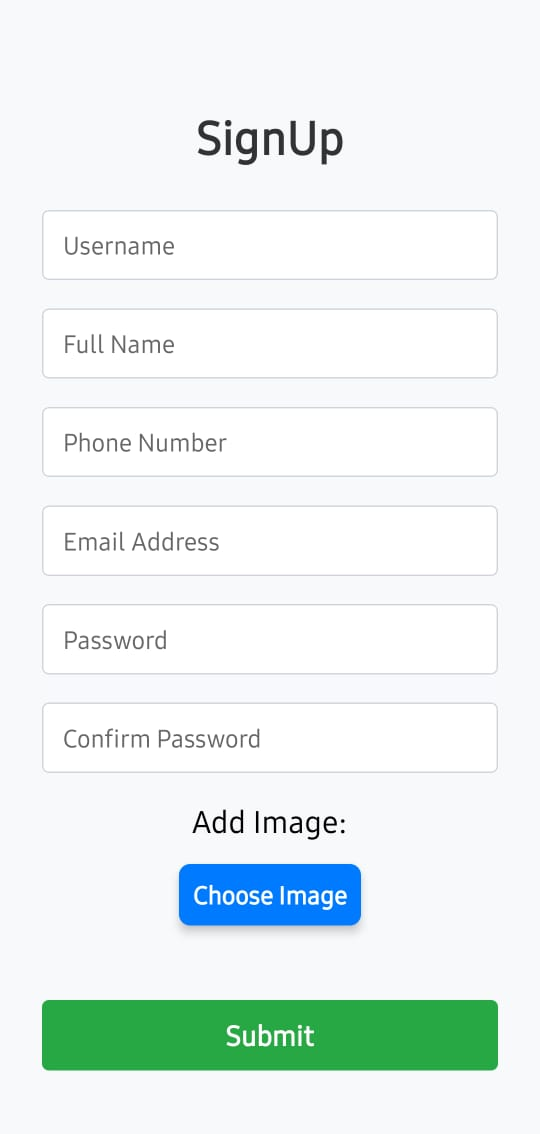 SignUp
Username
Full Name
Phone Number
Email Address
Password
Confirm Password
Add Image:
Choose Image
Submit